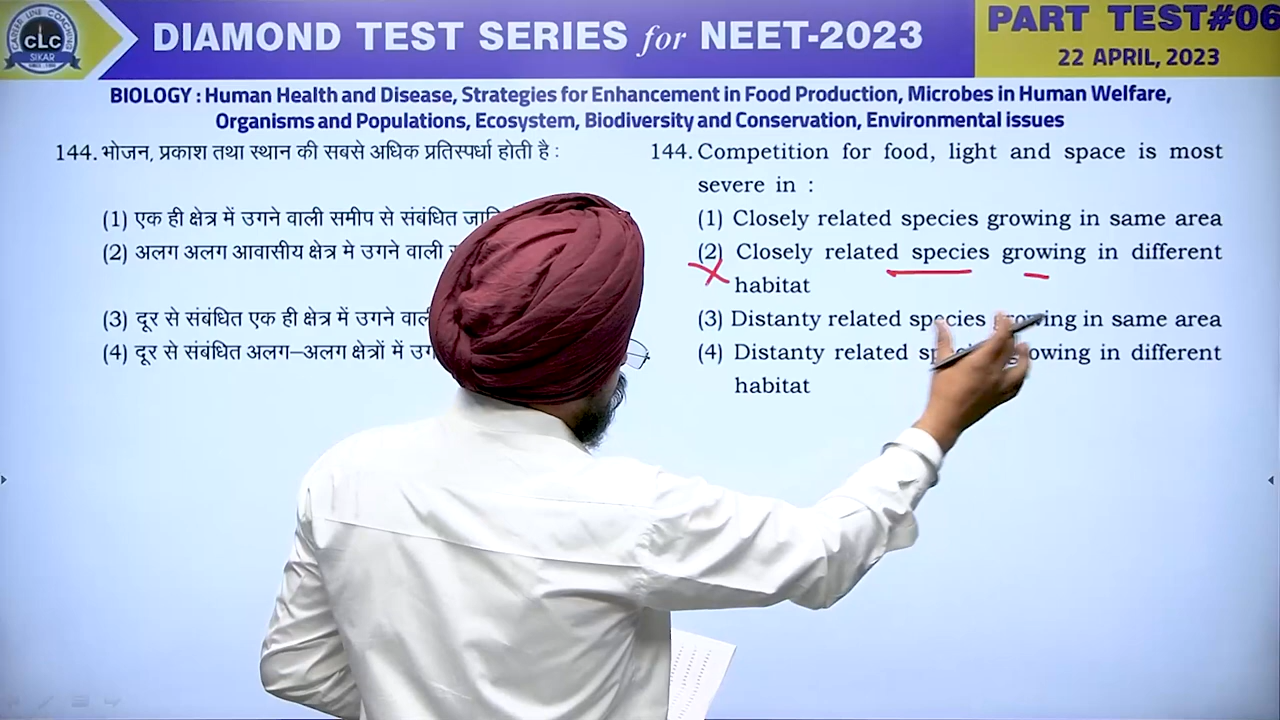 CAREER LINE COACHING
CLC
SIKAR
DIAMOND TEST SERIES for NEET-2023
PART TEST#06
22 APRIL, 2023
BIOLOGY : Human Health and Disease, Strategies for Enhancement in Food Production, Microbes in Human Welfare,
Organisms and Populations, Ecosystem, Biodiversity and Conservation, Environmental issues
144. भोजन, प्रकाश तथा स्थान की सबसे अधिक प्रतिस्पर्धा होती है :
(1) एक ही क्षेत्र में उगने वाली समीप से संबंधित
(2) अलग अलग आवासीय क्षेत्र मे उगने वाली
(3) दूर से संबंधित एक ही क्षेत्र में उगने
(4) दूर से संबंधित अलग–अलग क्षेत्रों में
144. Competition for food, light and space is most
severe in :
(1) Closely related species growing in same area
(2) Closely related species growing in different
habitat
(3) Distanty related species growing in same area
(4) Distanty related growing in different
habitat